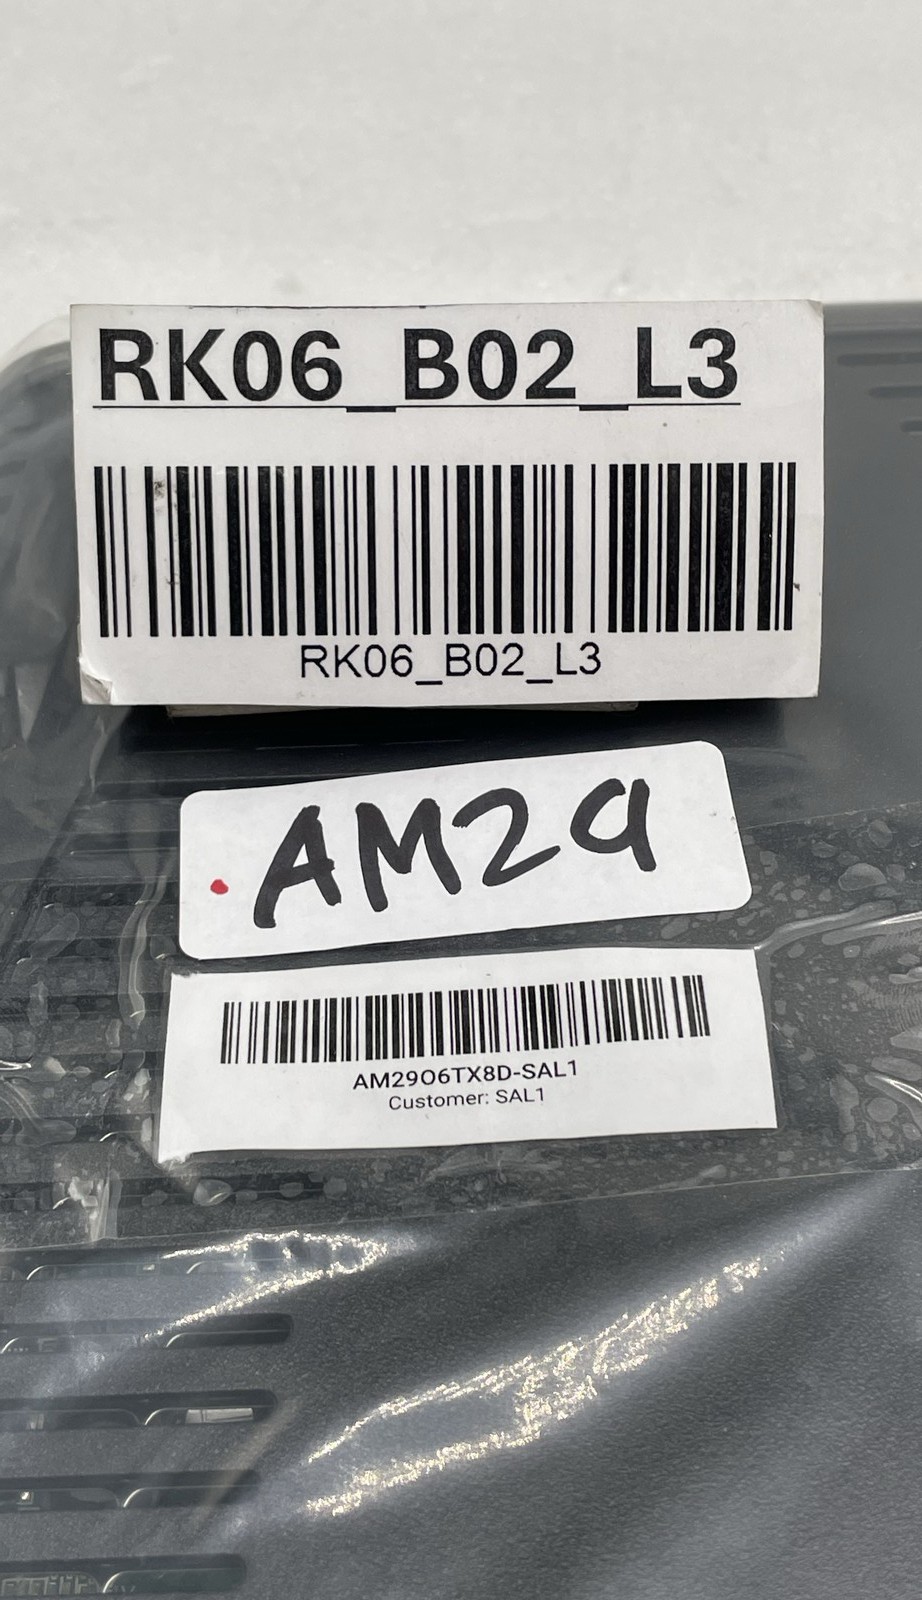 RK06_B02_L3
RK06_B02_L3
AM29
AM29O6TX8D-SAL1
Customer: SAL1